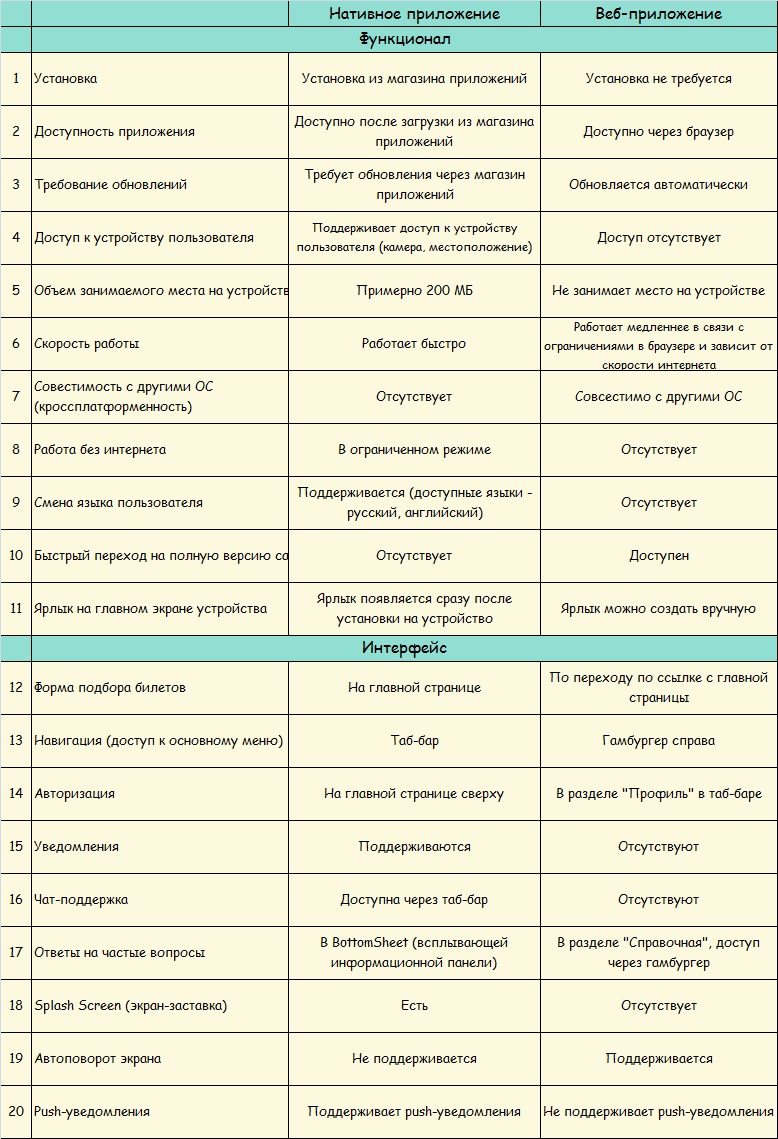 Нативное приложение Веб-приложение
Функционал
1 Установка Установка из магазина приложений Установка не требуется
2 Доступность приложения Доступно после загрузки из магазина
приложений Доступно через браузер
3 Требование обновлений Требует обновления через магазин
приложений Обновляется автоматически
4 Доступ к устройству пользователя Поддерживает доступ к устройству
пользователя (камера, местоположение) Доступ отсутствует
5 Объем занимаемого места на устройств Примерно 200 МБ Не занимает место на устройстве
6 Скорость работы Работает быстро Работает медленнее в связи с
ограничениями в браузере и зависит от
скорости интернета
7 Совестимость с другими ОС
(кроссплатформенность) Отсутствует Совсестимо с другими ОС
8 Работа без интернета В ограниченном режиме Отсутствует
9 Смена языка пользователя Поддерживается (доступные языки -
русский, английский) Отсутствует
10 Быстрый переход на полную версию са Отсутствует Доступен
11 Ярлык на главном экране устройства Ярлык появляется сразу после
установки на устройство Ярлык можно создать вручную
Интерфейс
12 Форма подбора билетов На главной странице По переходу по ссылке с главной
страницы
13 Навигация (доступ к основному меню) Таб-бар Гамбургер справа
14 Авторизация На главной странице сверху В разделе "Профиль" в таб-баре
15 Уведомления Поддерживаются Отсутствуют
16 Чат-поддержка Доступна через таб-бар Отсутствуют
17 Ответы на частые вопросы В BottomSheet (всплывающей
информационной панели) В разделе "Справочная", доступ
через гамбургер
18 Splash Screen (экран-заставка) Есть Отсутствует
19 Автоповорот экрана Не поддерживается Поддерживается
20 Push-уведомления Поддерживает push-уведомления Не поддерживает push-уведомления